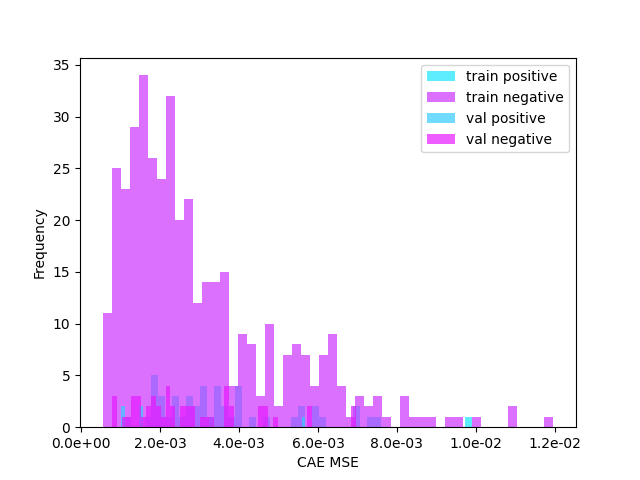 35
30
25
20
15
10
5
0
Frequency
train positive
train negative
val positive
val negative
0.0e+00 2.0e-03 4.0e-03 6.0e-03 8.0e-03 1.0e-02 1.2e-02
CAE MSE